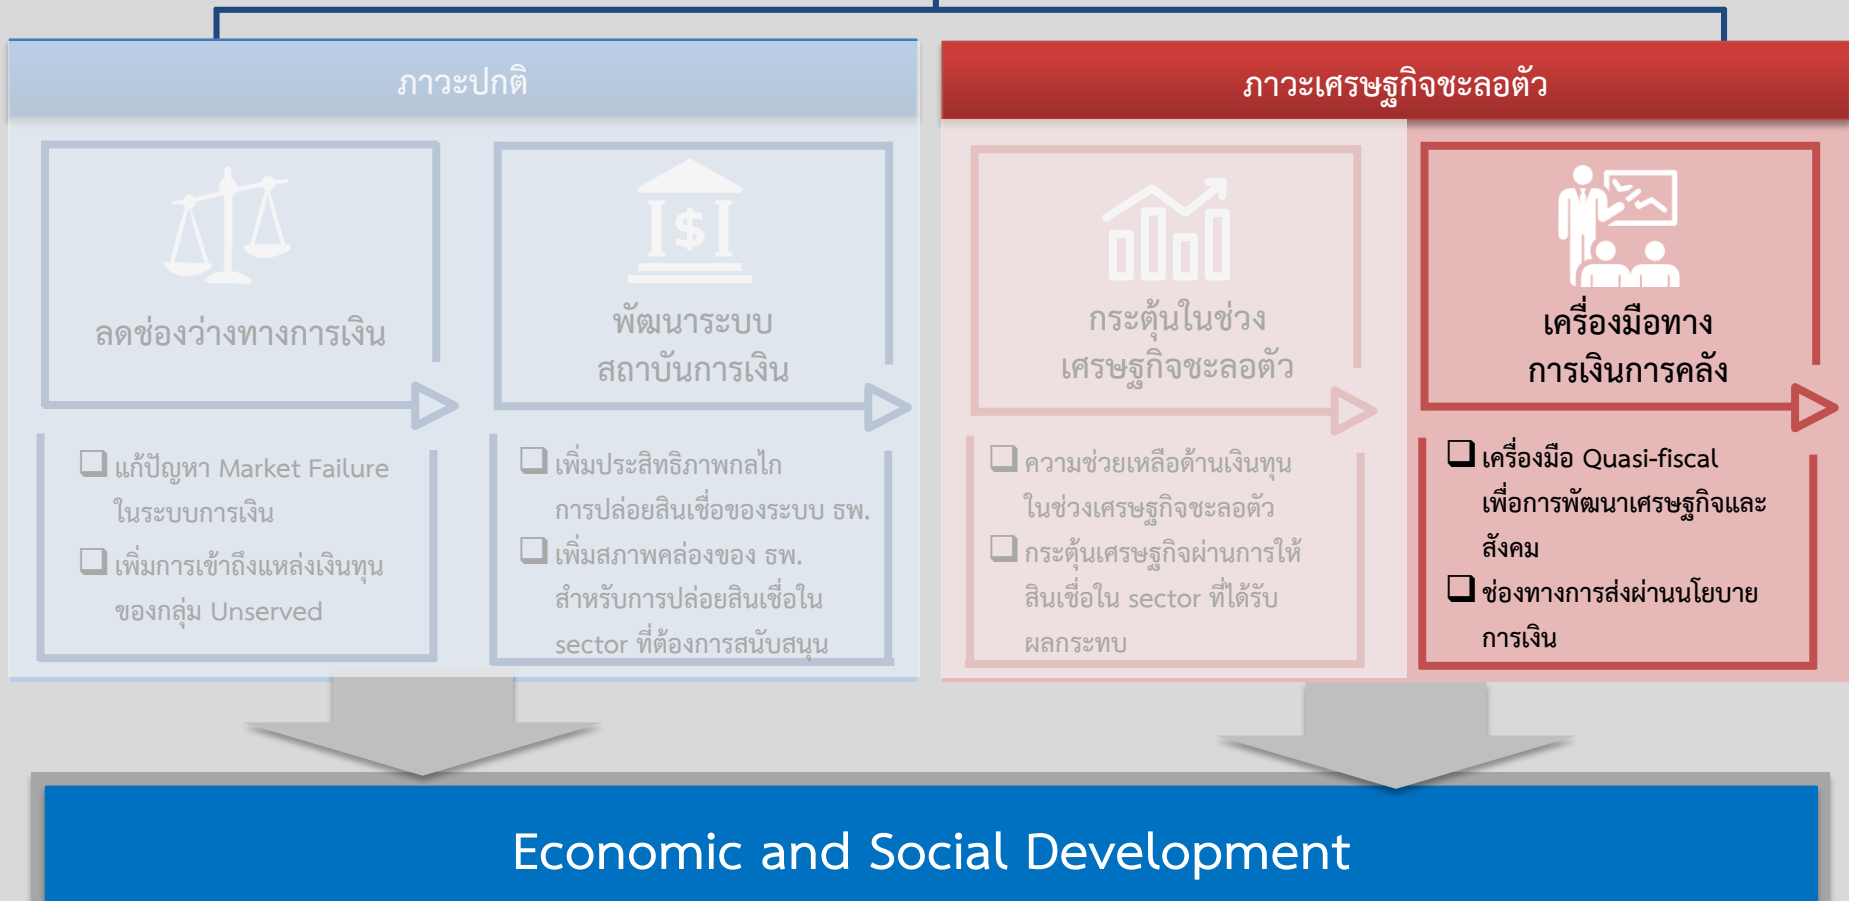 ภาวะปกติ
ลดช่องว่างทางการเงิน
❑ แก้ปัญหา Market Failure
ในระบบการเงิน
❑ เพิ่มการเข้าถึงแหล่งเงินทุน
ของกลุ่ม Unserved
$
พัฒนาระบบ
สถาบันการเงิน
❑ เพิ่มประสิทธิภาพกลไก
การปล่อยสินเชื่อของระบบ ธพ.
❑ เพิ่มสภาพคล่องของ ธพ.
สำหรับการปล่อยสินเชื่อใน
sector ที่ต้องการสนับสนุน
ภาวะเศรษฐกิจชะลอตัว
กระตุ้นในช่วง
เศรษฐกิจชะลอตัว
❑ ความช่วยเหลือด้านเงินทุน
ในช่วงเศรษฐกิจชะลอตัว
❑ กระตุ้นเศรษฐกิจผ่านการให้
สินเชื่อใน sector ที่ได้รับ
ผลกระทบ
เครื่องมือทาง
การเงินการคลัง
❑ เครื่องมือ Quasi-fiscal
เพื่อการพัฒนาเศรษฐกิจและ
สังคม
❑ ช่องทางการส่งผ่านนโยบาย
การเงิน
Economic and Social Development